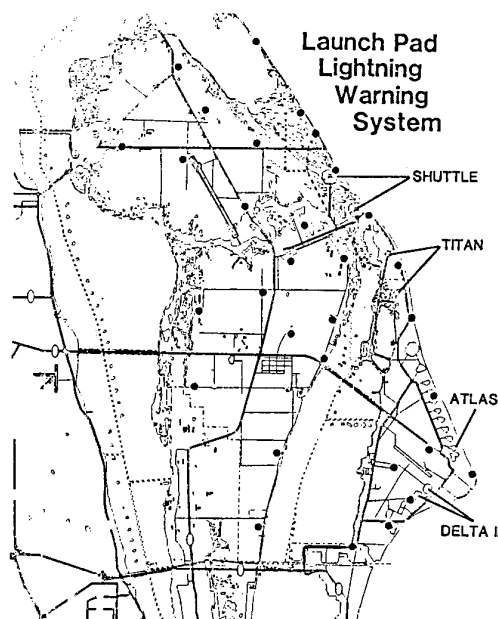 Launch Pad
Lightning
Warning
System
SHUTTLE
TITAN
ATLAS
DELTA I